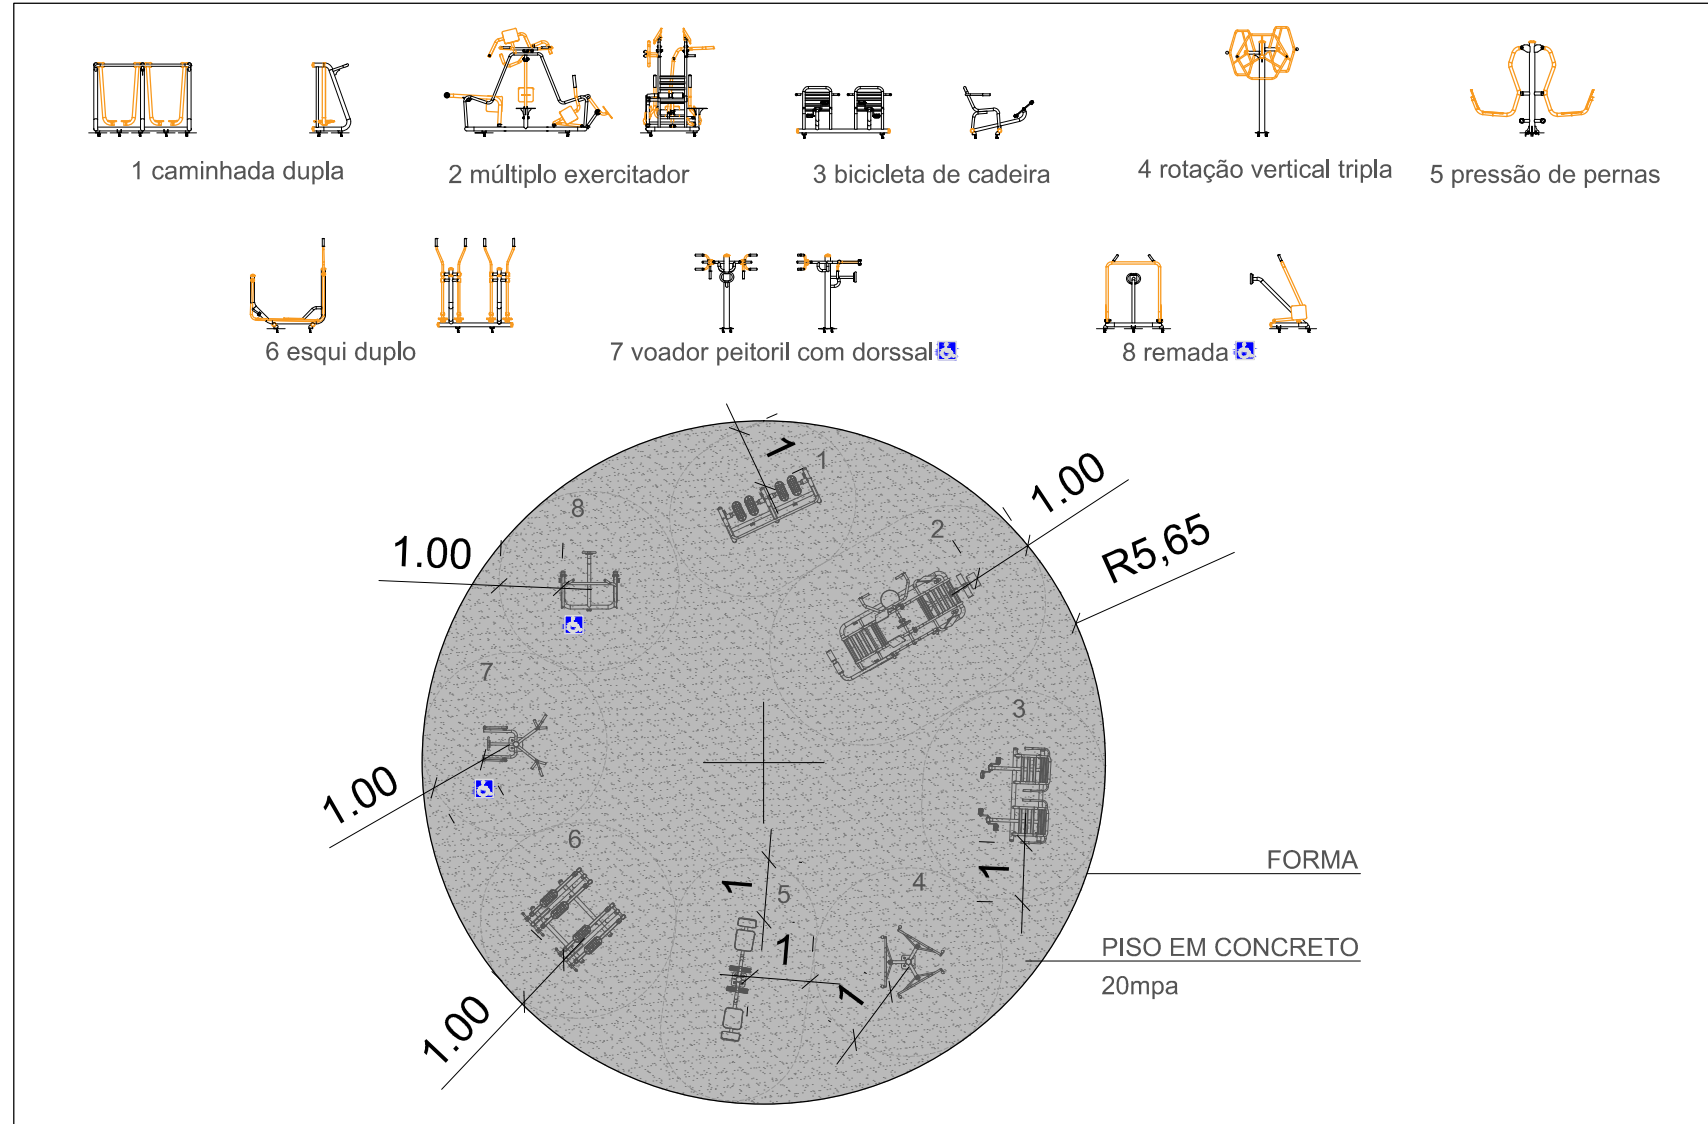 1 caminhada dupla
2 múltiplo exercitador
3 bicicleta de cadeira
4 rotação vertical tripla
5 pressão de pernas
6 esqui duplo
7 voador peitoril com dorssal
8 remada
1
1
1.00
2
R5,65
8
1.00
7
3
1.00
6
1
5
1
4
1
1
FORMA
PISO EM CONCRETO
20mpa
1.00